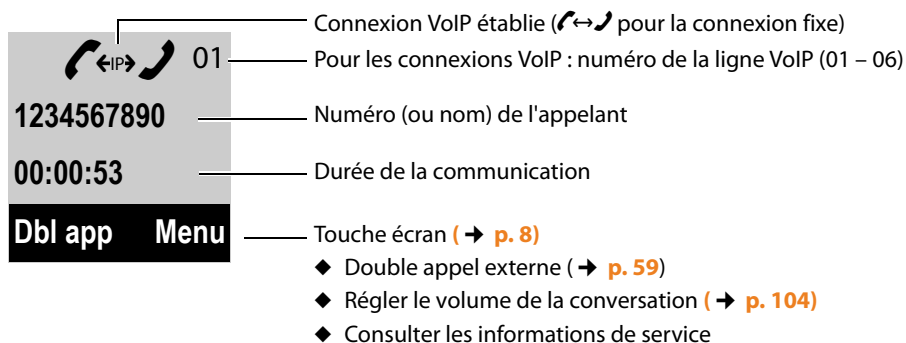 Connexion VoIP établie (↔ pour la connexion fixe)
IP 01
Pour les connexions VoIP : numéro de la ligne VoIP (01 – 06)
1234567890
Numéro (ou nom) de l'appelant
00:00:53
Durée de la communication
Dbl app Menu
Touche écran ( ➜ p. 8)
◆ Double appel externe ( ➜ p. 59)
◆ Régler le volume de la conversation ( ➜ p. 104)
◆ Consulter les informations de service